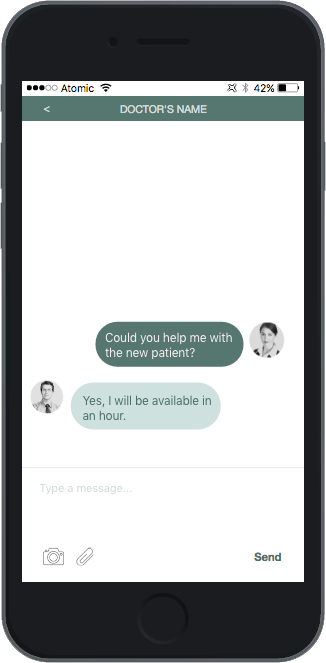 Atomic 42%
< DOCTOR'S NAME
Could you help me with
the new patient?
Yes, I will be available in
an hour.
Type a message...
Send